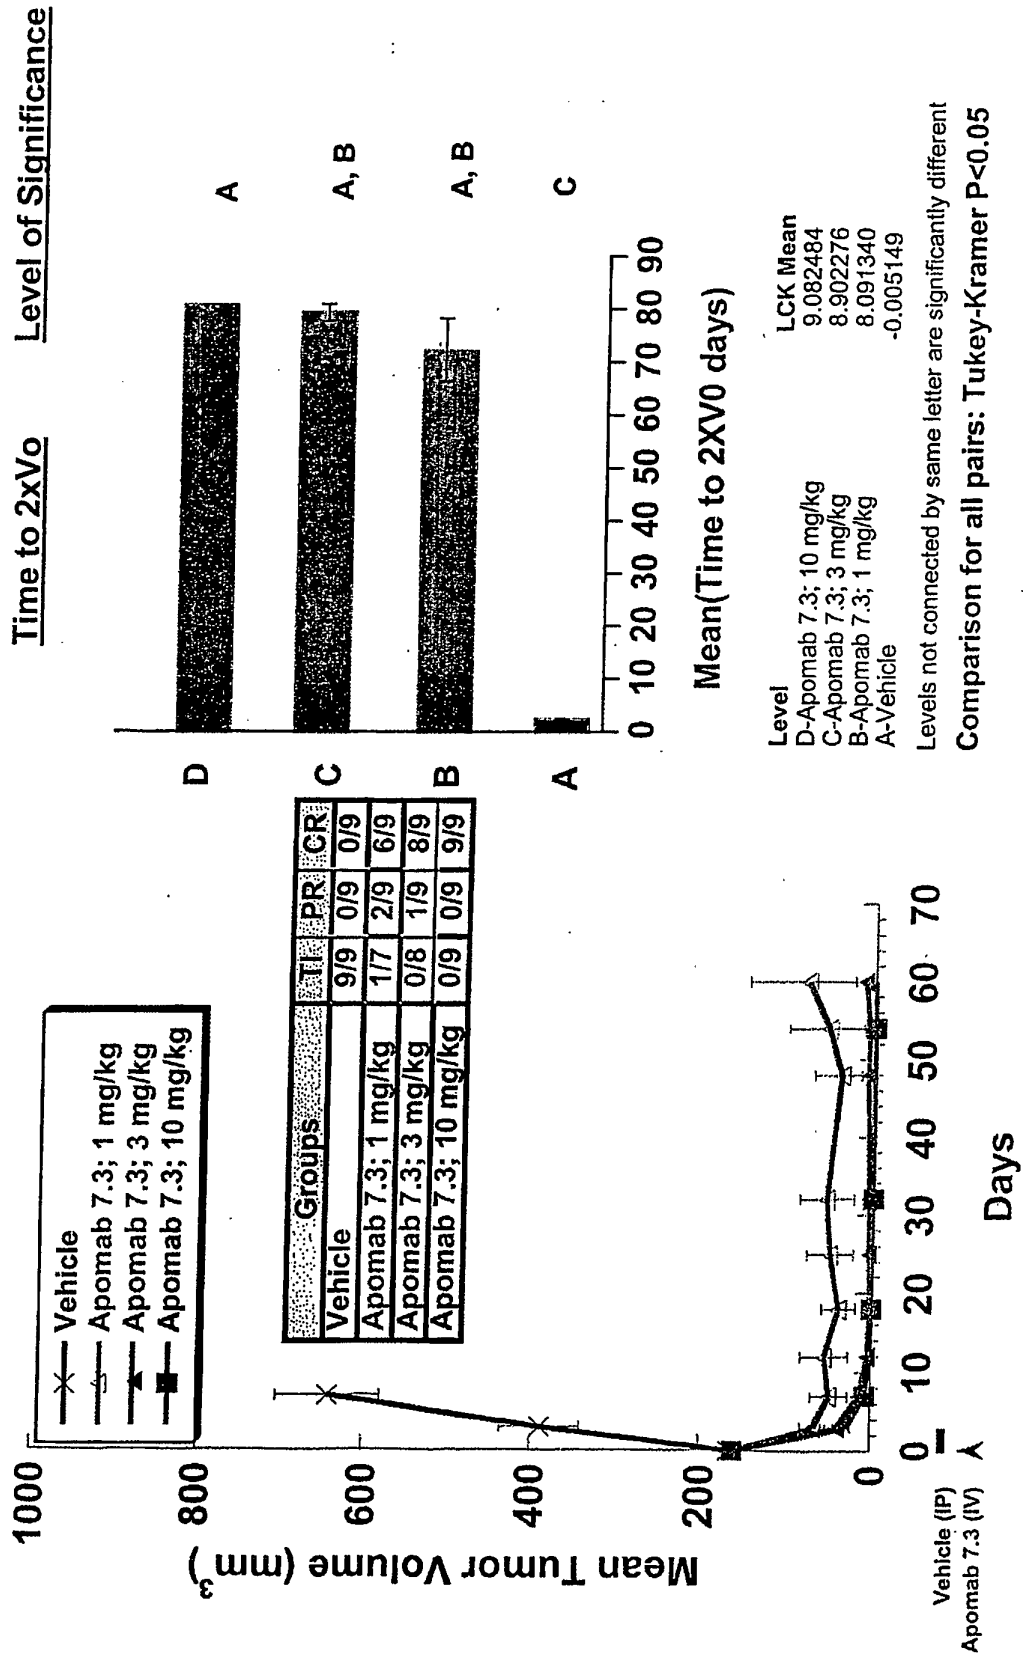 Time to 2xVo
Level of Significance
1000
800
600
400
200
0
Mean Tumor Volume (mm3)
Vehicle
Apomab 7.3; 1 mg/kg
Apomab 7.3; 3 mg/kg
Apomab 7.3; 10 mg/kg
Groups TI PR CR
Vehicle 9/9 0/9 0/9
Apomab 7.3; 1 mg/kg 1/7 2/9 6/9
Apomab 7.3; 3 mg/kg 0/8 1/9 8/9
Apomab 7.3; 10 mg/kg 0/9 0/9 9/9
0 10 20 30 40 50 60 70
Days
Vehicle (IP)
Apomab 7.3 (IV)
D A
C A, B
B A, B
A C
0 10 20 30 40 50 60 70 80 90
Mean(Time to 2XV0 days)
Level LCK Mean
D-Apomab 7.3; 10 mg/kg 9.082484
C-Apomab 7.3; 3 mg/kg 8.902276
B-Apomab 7.3; 1 mg/kg 8.091340
A-Vehicle -0.005149
Levels not connected by same letter are significantly different
Comparison for all pairs: Tukey-Kramer P<0.05